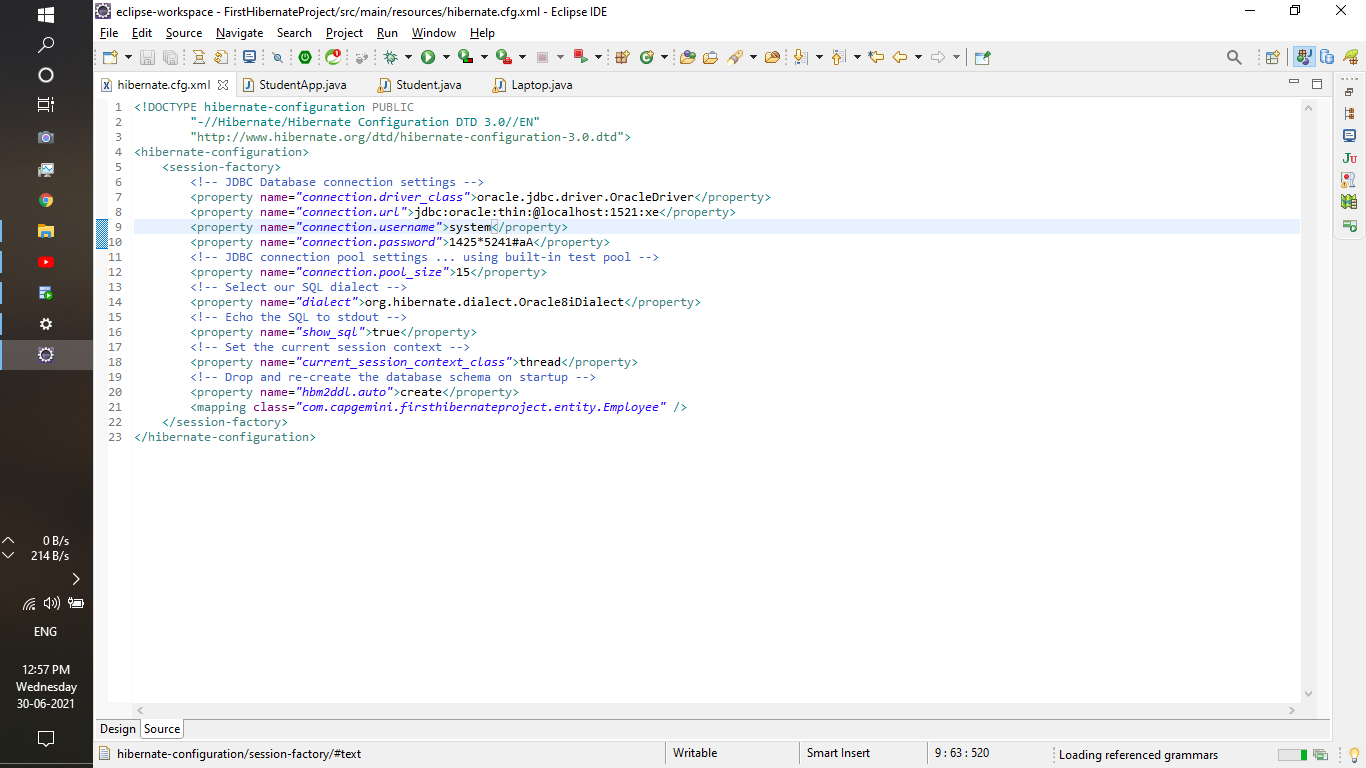 eclipse-workspace - FirstHibernateProject/src/main/resources/hibernate.cfg.xml - Eclipse IDE
File Edit Source Navigate Search Project Run Window Help
hibernate.cfg.xml StudentApp.java Student.java Laptop.java
1 <!DOCTYPE hibernate-configuration PUBLIC
2 "-//Hibernate/Hibernate Configuration DTD 3.0//EN"
3 "http://www.hibernate.org/dtd/hibernate-configuration-3.0.dtd">
4 <hibernate-configuration>
5 <session-factory>
6 <!-- JDBC Database connection settings -->
7 <property name="connection.driver_class">oracle.jdbc.driver.OracleDriver</property>
8 <property name="connection.url">jdbc:oracle:thin:@localhost:1521:xe</property>
9 <property name="connection.username">system</property>
10 <property name="connection.password">1425*5241#aA</property>
11 <!-- JDBC connection pool settings ... using built-in test pool -->
12 <property name="connection.pool_size">15</property>
13 <!-- Select our SQL dialect -->
14 <property name="dialect">org.hibernate.dialect.Oracle8iDialect</property>
15 <!-- Echo the SQL to stdout -->
16 <property name="show_sql">true</property>
17 <!-- Set the current session context -->
18 <property name="current_session_context_class">thread</property>
19 <!-- Drop and re-create the database schema on startup -->
20 <property name="hbm2ddl.auto">create</property>
21 <mapping class="com.capgemini.firsthibernateproject.entity.Employee" />
22 </session-factory>
23 </hibernate-configuration>
Design Source
hibernate-configuration/session-factory/#text Writable Smart Insert 9 : 63 : 520 Loading referenced grammars
0 B/s
214 B/s
ENG
12:57 PM
Wednesday
30-06-2021